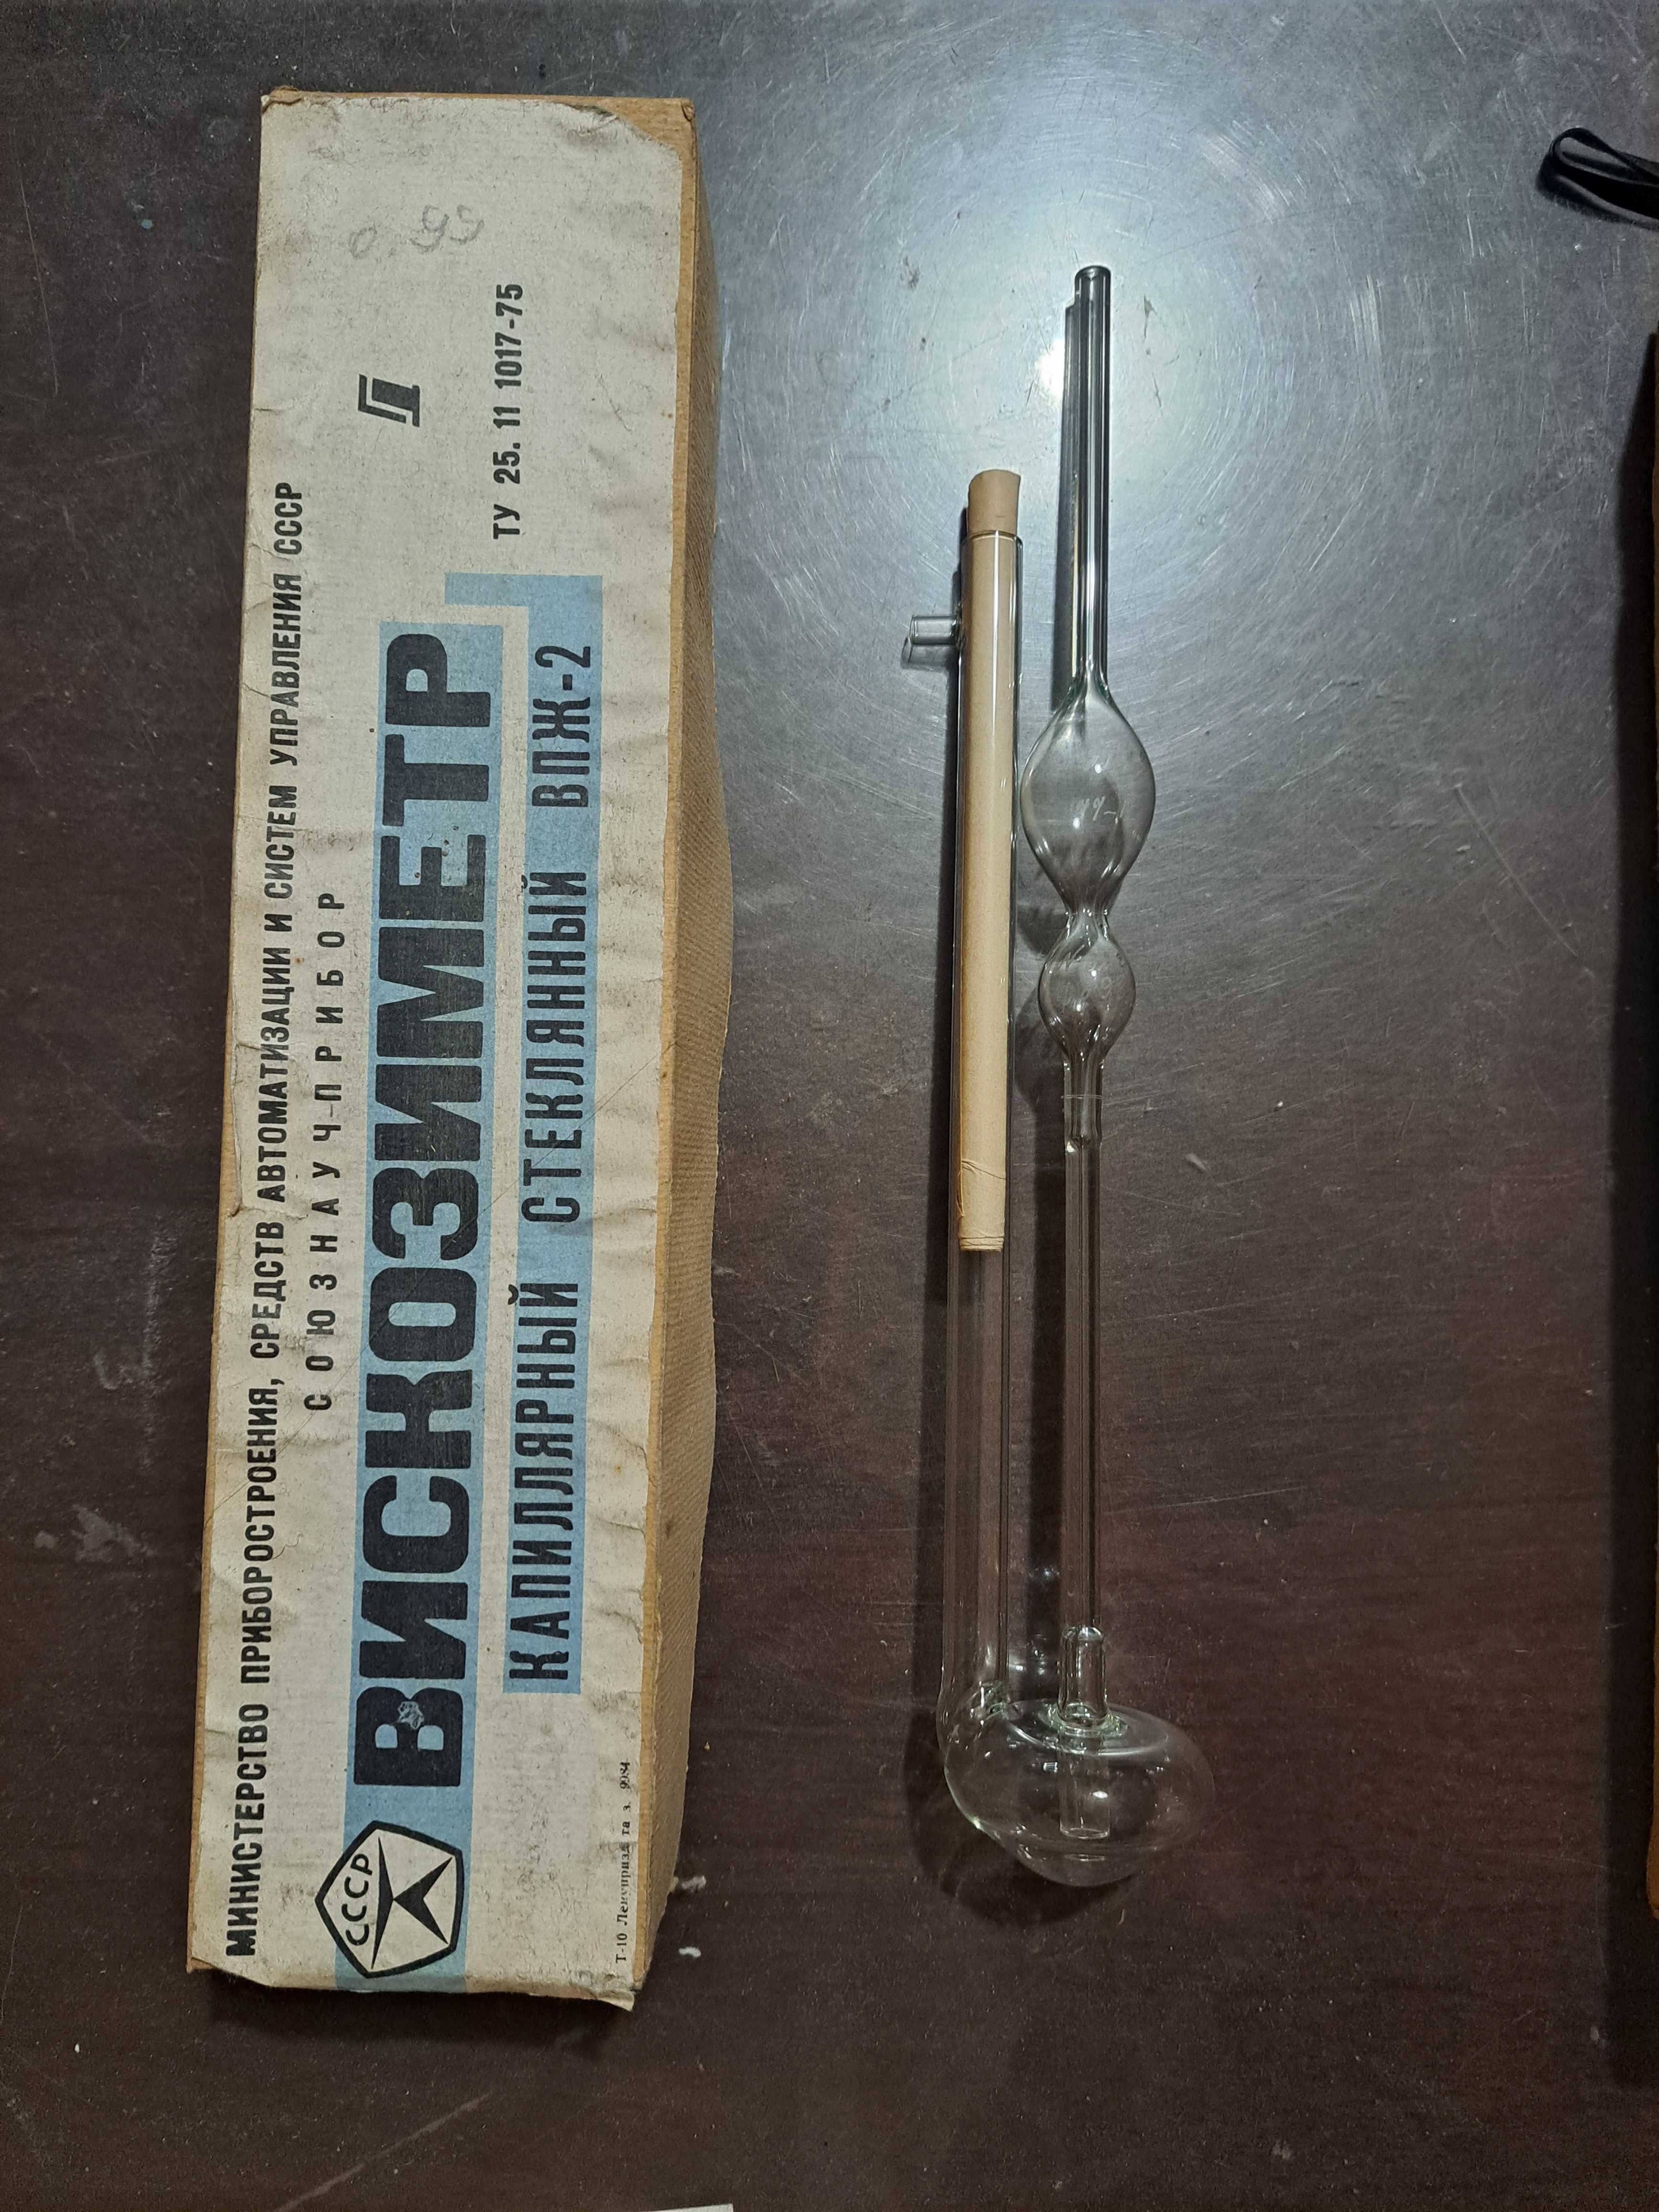 МИНИСТЕРСТВО ПРИБОРОСТРОЕНИЯ, СРЕДСТВ АВТОМАТИЗАЦИИ И СИСТЕМ УПРАВЛЕНИЯ СССР
СОЮЗНАУЧПРИБОР
СССР
ВИСКОЗИМЕТР
КАПИЛЛЯРНЫЙ СТЕКЛЯННЫЙ ВПЖ-2
ТУ 25.11 1017-75
0,99
Т-10 з. 9984